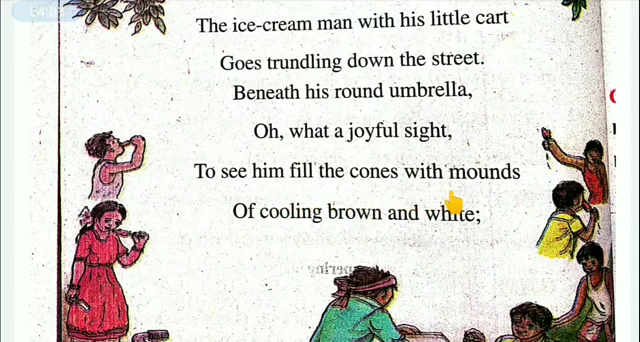 The ice-cream man with his little cart
Goes trundling down the street.
Beneath his round umbrella,
Oh, what a joyful sight,
To see him fill the cones with mounds
Of cooling brown and white;